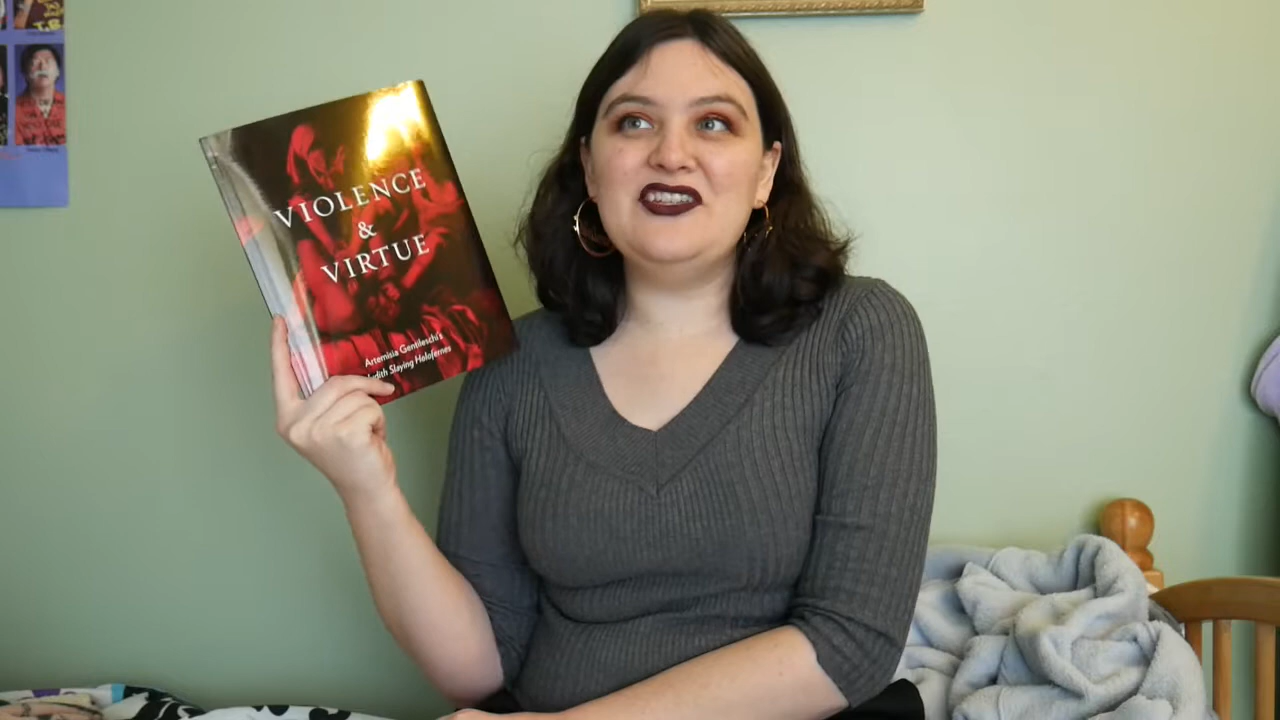 VIOLENCE
&
VIRTUE
Artemisia Gentileschi's
Judith Slaying Holofernes